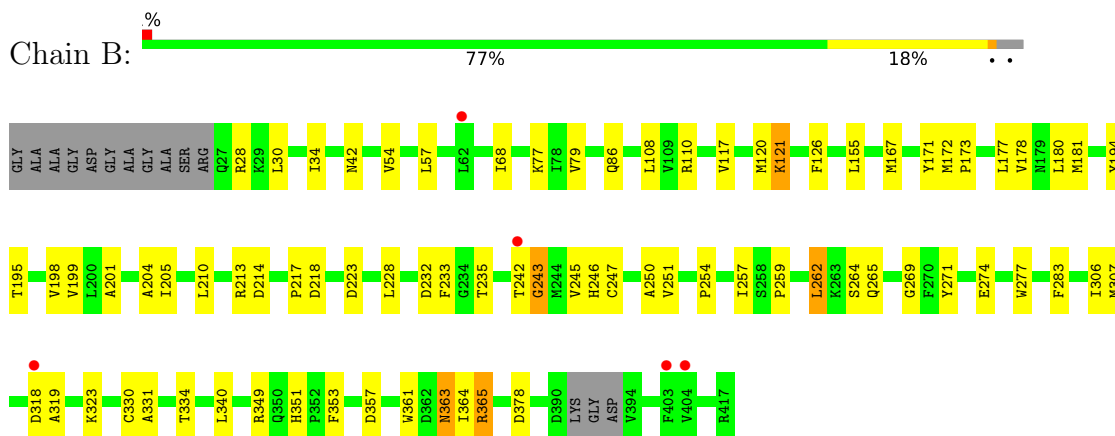 %
Chain B:
77% 18% • •
GLY ALA ALA GLY ASP GLY ALA GLY ALA SER ARG Q27 R28 K29 L30 I34 N42 V54 L57 L62 I68 K77 I78 V79 Q86 L108 V109 R110 V117 M120 K121 F126 L155 M167 Y171 M172 P173 L177 V178 N179 L180 M181 Y194
T195 V198 V199 L200 A201 A204 I205 L210 R213 D214 P217 D218 D223 L228 D232 F233 G234 T235 T242 G243 M244 V245 H246 C247 A250 V251 P254 I257 S258 P259 L262 K263 S264 Q265 G269 F270 Y271 E274 W277 F283 I306 M307
D318 A319 K323 C330 A331 T334 L340 R349 Q350 H351 P352 F353 D357 W361 D362 N363 I364 R365 D378 D390 LYS GLY ASP V394 F403 V404 R417